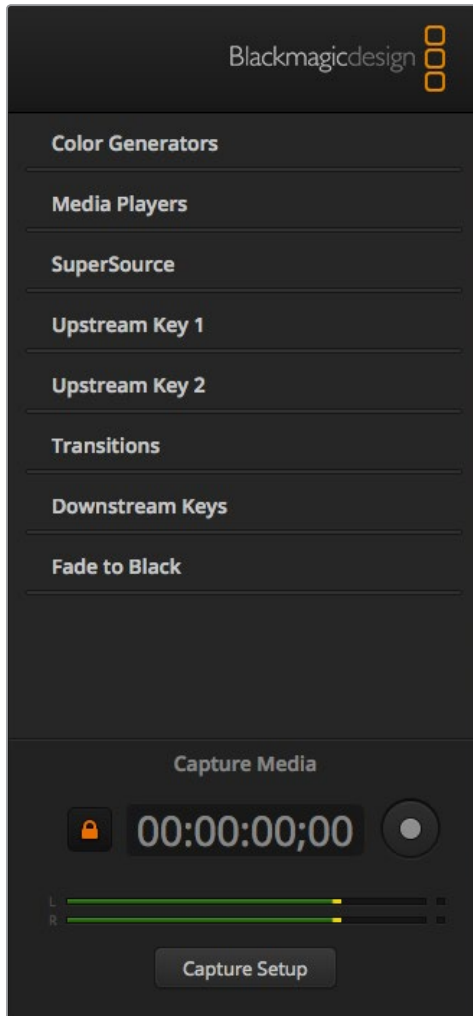 Blackmagicdesign
Color Generators
Media Players
SuperSource
Upstream Key 1
Upstream Key 2
Transitions
Downstream Keys
Fade to Black
Capture Media
00:00:00;00
L
R
Capture Setup